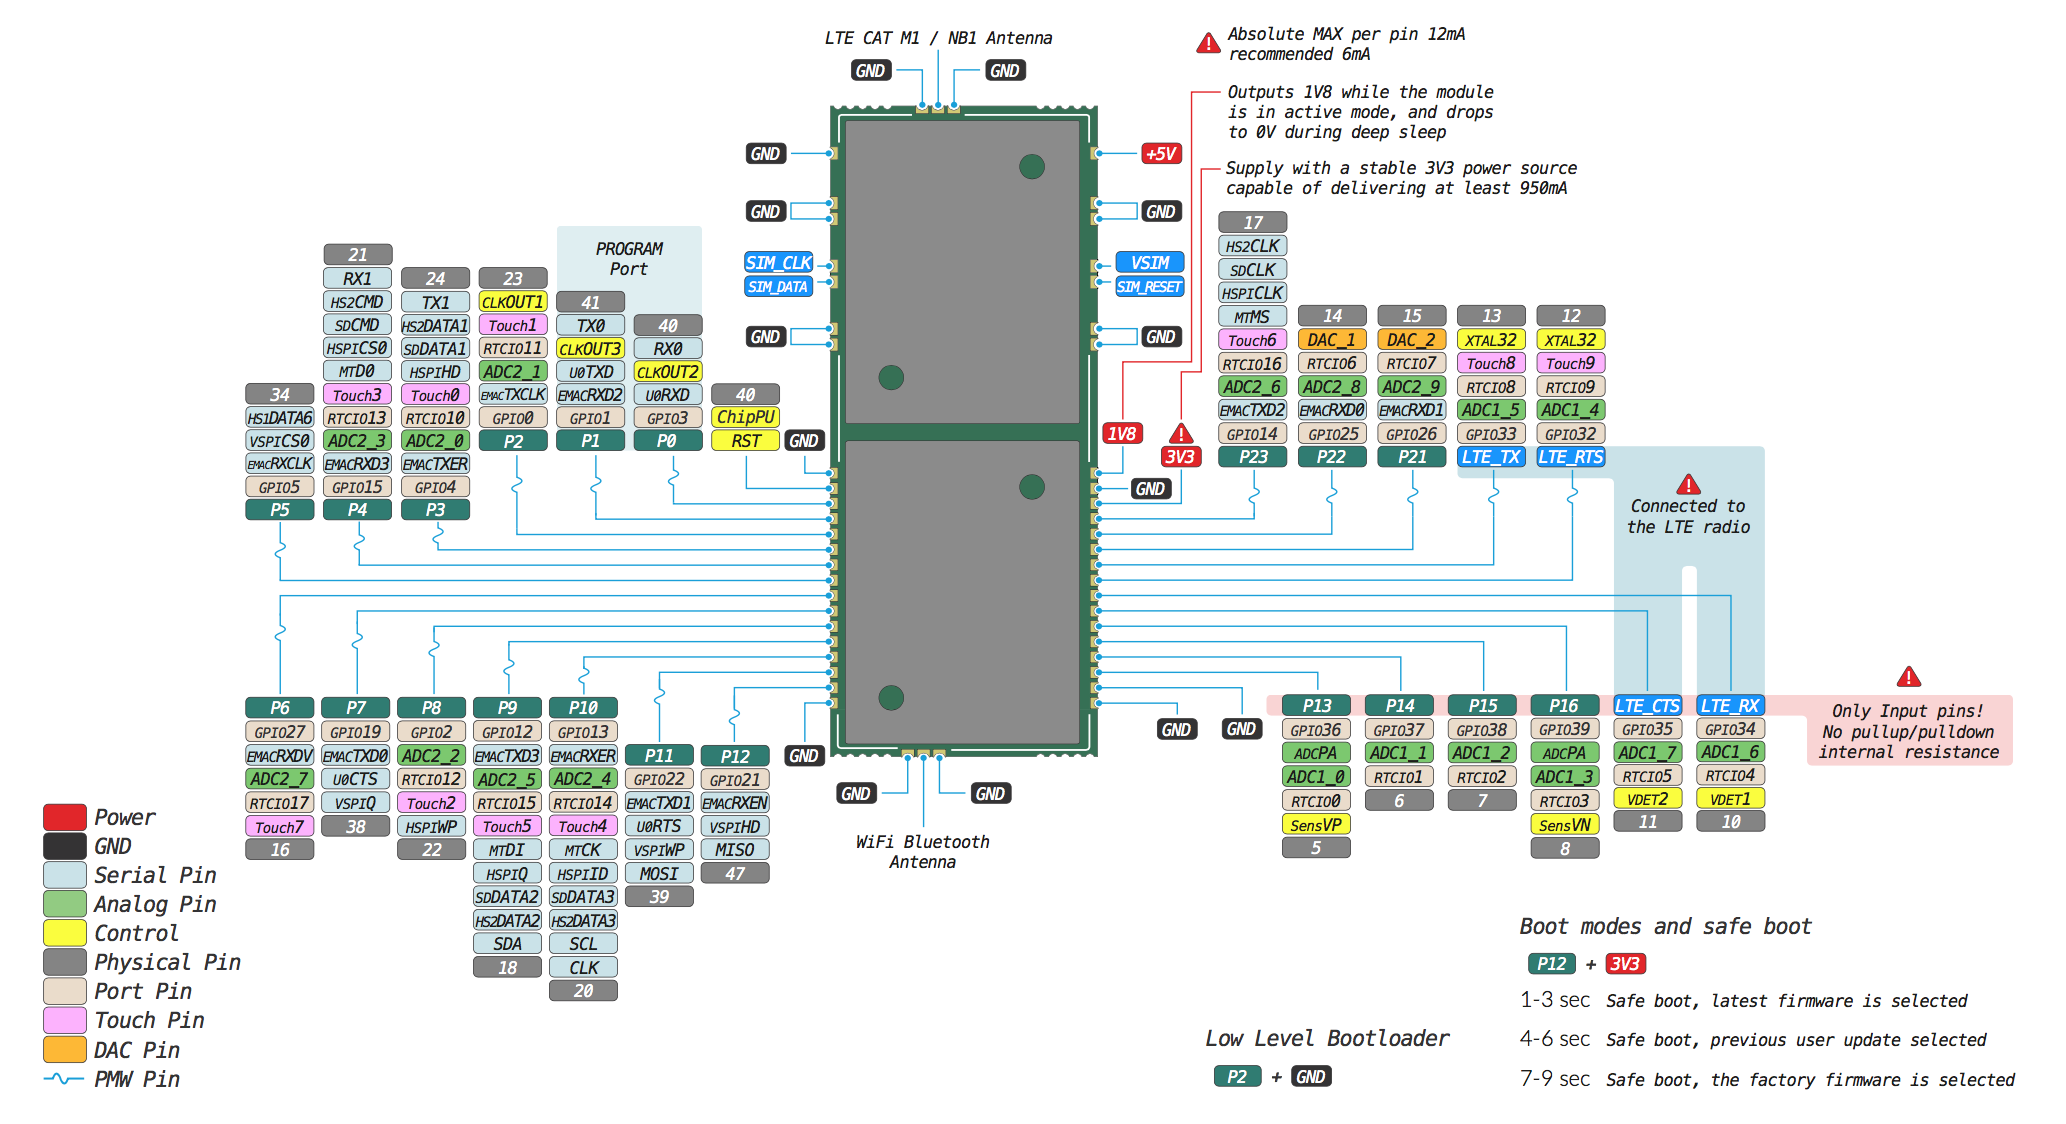 LTE CAT M1 / NB1 Antenna
GND
GND
Absolute MAX per pin 12mA
recommended 6mA
Outputs 1V8 while the module
is in active mode, and drops
to 0V during deep sleep
Supply with a stable 3V3 power source
capable of delivering at least 950mA
GND
GND
SIM_CLK
SIM_DATA
GND
+5V
GND
VSIM
SIM_RESET
GND
PROGRAM
Port
34
HS1DATA6
VSPICS0
EMACRXCLK
GPIO5
P5
21
RX1
HS2CMD
SDCMD
HSPICS0
MTD0
Touch3
RTCIO13
ADC2_3
EMACRXD3
GPIO15
P4
24
TX1
HS2DATA1
SDDATA1
HSPIHD
Touch0
RTCIO10
ADC2_0
EMACTXER
GPIO4
P3
23
CLKOUT1
Touch1
RTCIO11
ADC2_1
EMACTXCLK
GPIO0
P2
41
TX0
CLKOUT3
U0TXD
EMACRXD2
GPIO1
P1
40
RX0
CLKOUT2
U0RXD
GPIO3
P0
40
ChipPU
RST
GND
1V8
3V3
GND
17
HS2CLK
SDCLK
HSPICLK
MTMS
Touch6
RTCIO16
ADC2_6
EMACTXD2
GPIO14
P23
14
DAC_1
RTCIO6
ADC2_8
EMACRXD0
GPIO25
P22
15
DAC_2
RTCIO7
ADC2_9
EMACRXD1
GPIO26
P21
13
XTAL32
Touch8
RTCIO8
ADC1_5
GPIO33
LTE_TX
12
XTAL32
Touch9
RTCIO9
ADC1_4
GPIO32
LTE_RTS
Connected to
the LTE radio
P6
GPIO27
EMACRXDV
ADC2_7
RTCIO17
Touch7
16
P7
GPIO19
EMACTXD0
U0CTS
VSPIQ
38
P8
GPIO2
ADC2_2
RTCIO12
Touch2
HSPIWP
22
P9
GPIO12
EMACTXD3
ADC2_5
RTCIO15
Touch5
MTDI
HSPIQ
SDDATA2
HS2DATA2
SDA
18
P10
GPIO13
EMACRXER
ADC2_4
RTCIO14
Touch4
MTCK
HSPIID
SDDATA3
HS2DATA3
SCL
CLK
20
P11
GPIO22
EMACTXD1
U0RTS
VSPIWP
MOSI
39
P12
GPIO21
EMACRXEN
VSPIHD
MISO
47
GND
GND
GND
WiFi Bluetooth
Antenna
GND
GND
P13
GPIO36
ADCPA
ADC1_0
RTCIO0
SensVP
5
P14
GPIO37
ADC1_1
RTCIO1
6
P15
GPIO38
ADC1_2
RTCIO2
7
P16
GPIO39
ADCPA
ADC1_3
RTCIO3
SensVN
8
LTE_CTS
GPIO35
ADC1_7
RTCIO5
VDET2
11
LTE_RX
GPIO34
ADC1_6
RTCIO4
VDET1
10
Only Input pins!
No pullup/pulldown
internal resistance
Power
GND
Serial Pin
Analog Pin
Control
Physical Pin
Port Pin
Touch Pin
DAC Pin
PMW Pin
Low Level Bootloader
P2 + GND
Boot modes and safe boot
P12 + 3V3
1-3 sec Safe boot, latest firmware is selected
4-6 sec Safe boot, previous user update selected
7-9 sec Safe boot, the factory firmware is selected